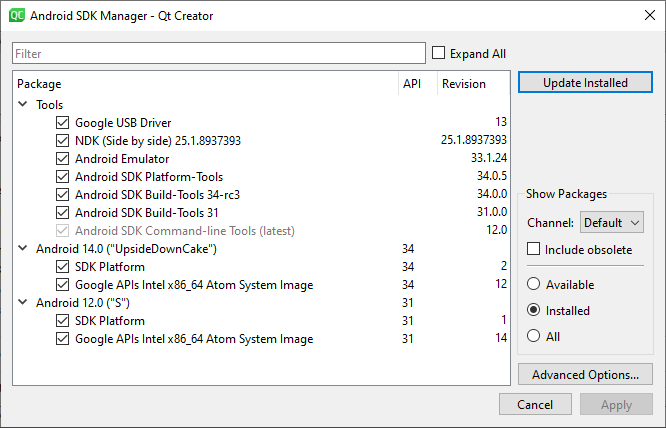 Android SDK Manager - Qt Creator
Filter
Expand All
Package API Revision
Update Installed
Tools
Google USB Driver 13
NDK (Side by side) 25.1.8937393 25.1.8937393
Android Emulator 33.1.24
Android SDK Platform-Tools 34.0.5
Android SDK Build-Tools 34-rc3 34.0.0
Android SDK Build-Tools 31 31.0.0
Android SDK Command-line Tools (latest) 12.0
Android 14.0 ("UpsideDownCake") 34
SDK Platform 34 2
Google APIs Intel x86_64 Atom System Image 34 12
Android 12.0 ("S") 31
SDK Platform 31 1
Google APIs Intel x86_64 Atom System Image 31 14
Show Packages
Channel: Default
Include obsolete
Available
Installed
All
Advanced Options...
Cancel Apply